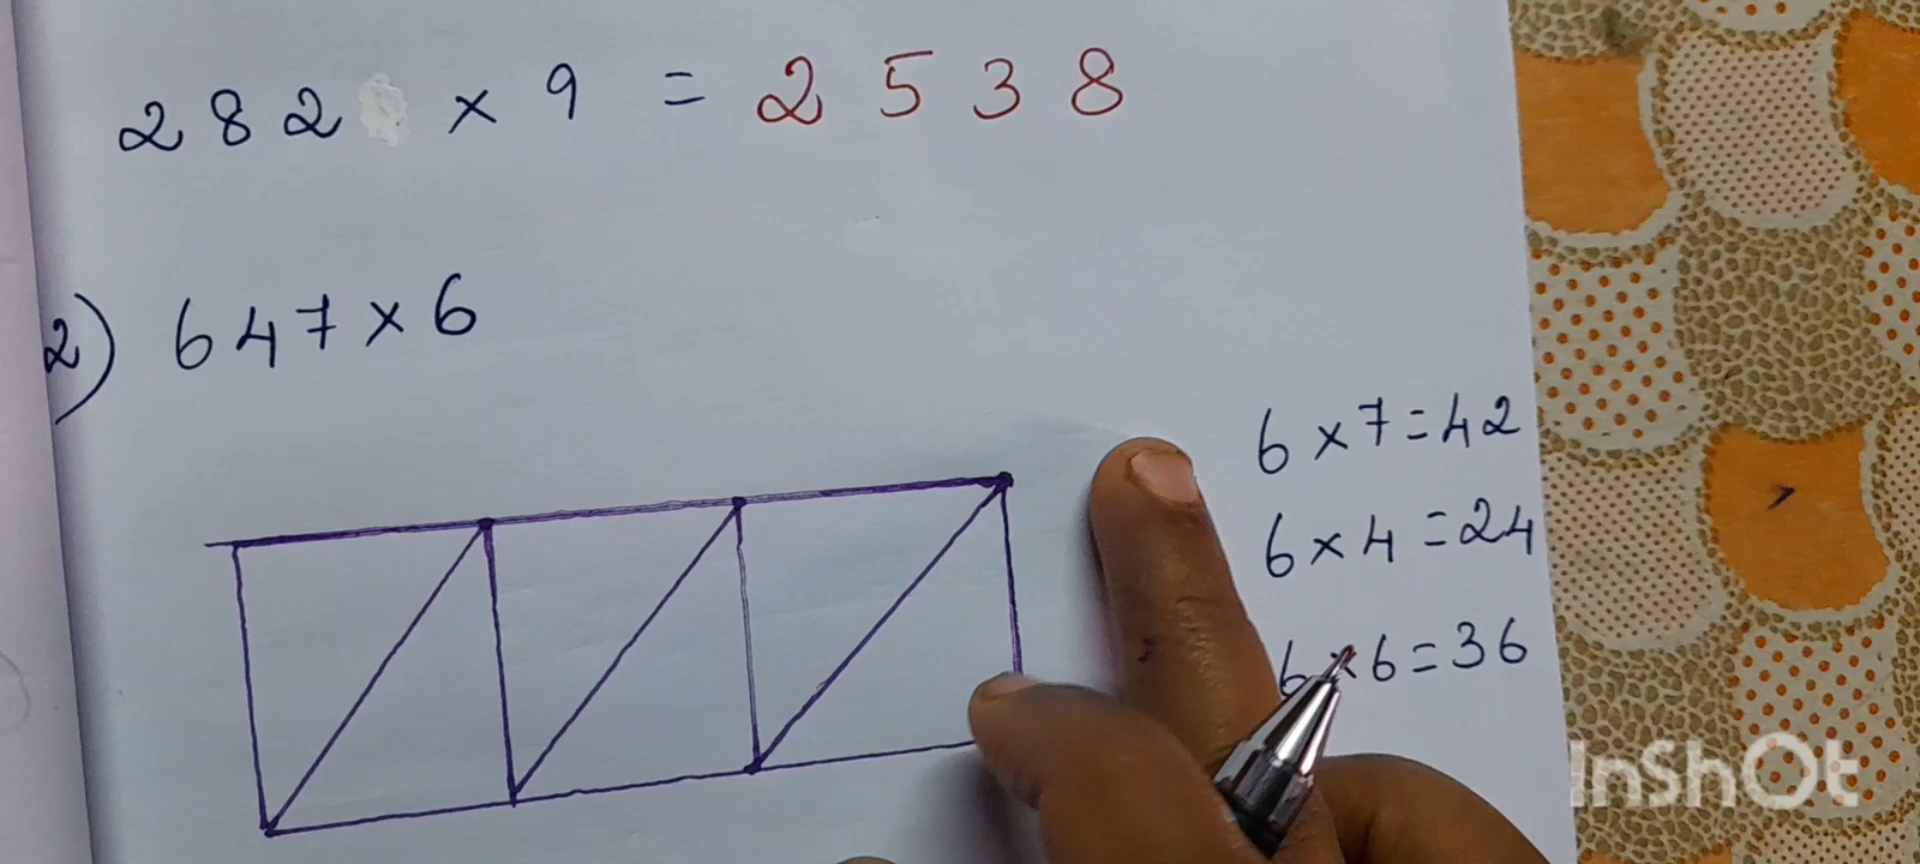 282 × 9 = 2538
2) 647 × 6
6 × 7 = 42
6 × 4 = 24
6 × 6 = 36
InShOt